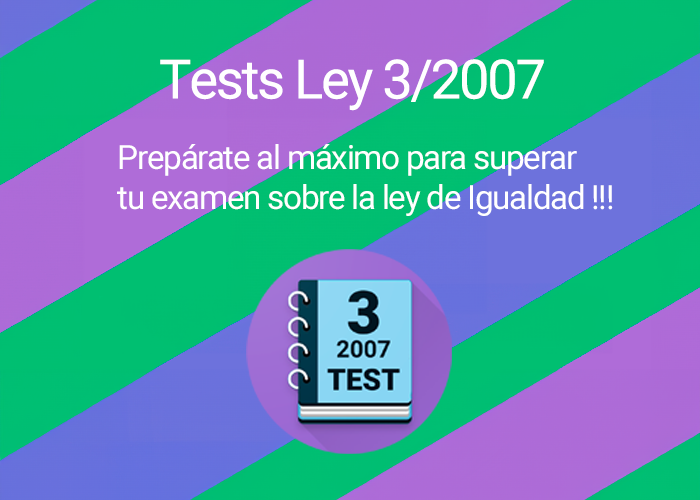 Tests Ley 3/2007
Prepárate al máximo para superar
tu examen sobre la ley de Igualdad !!!
3
2007
TEST